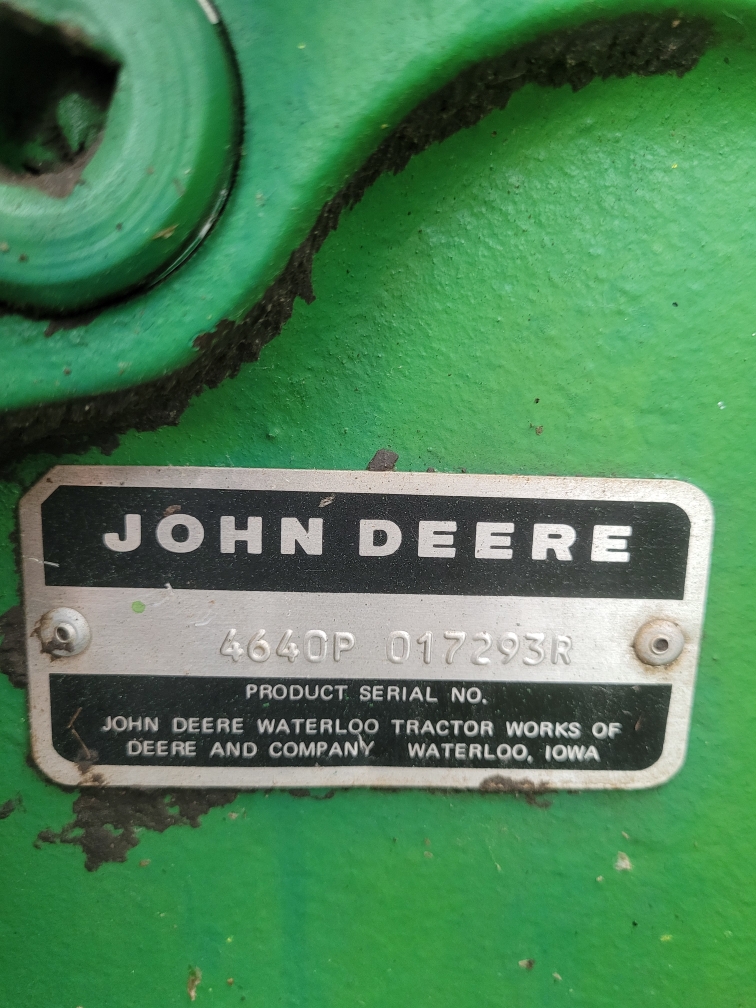 JOHN DEERE
4640P 017293R
PRODUCT SERIAL NO.
JOHN DEERE WATERLOO TRACTOR WORKS OF
DEERE AND COMPANY WATERLOO, IOWA